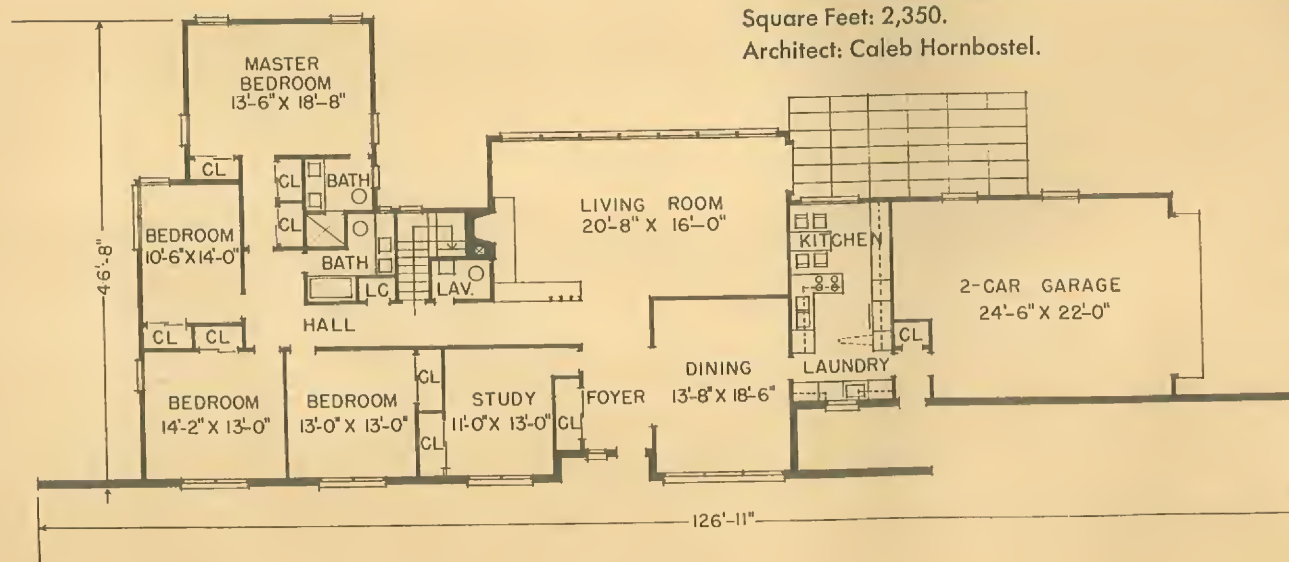 Square Feet: 2,350.
Architect: Caleb Hornbostel.
MASTER
BEDROOM
13'-6" X 18'-8"
CL
CL
BATH
CL
BEDROOM
10'-6" X 14'-0"
BATH
LC
LAV.
LIVING ROOM
20'-8" X 16'-0"
KITCHEN
2-CAR GARAGE
24'-6" X 22'-0"
CL
46'-8"
HALL
CL
CL
BEDROOM
14'-2" X 13'-0"
BEDROOM
13'-0" X 13'-0"
CL
CL
STUDY
11'-0" X 13'-0"
CL
FOYER
DINING
13'-8" X 18'-6"
LAUNDRY
126'-11"